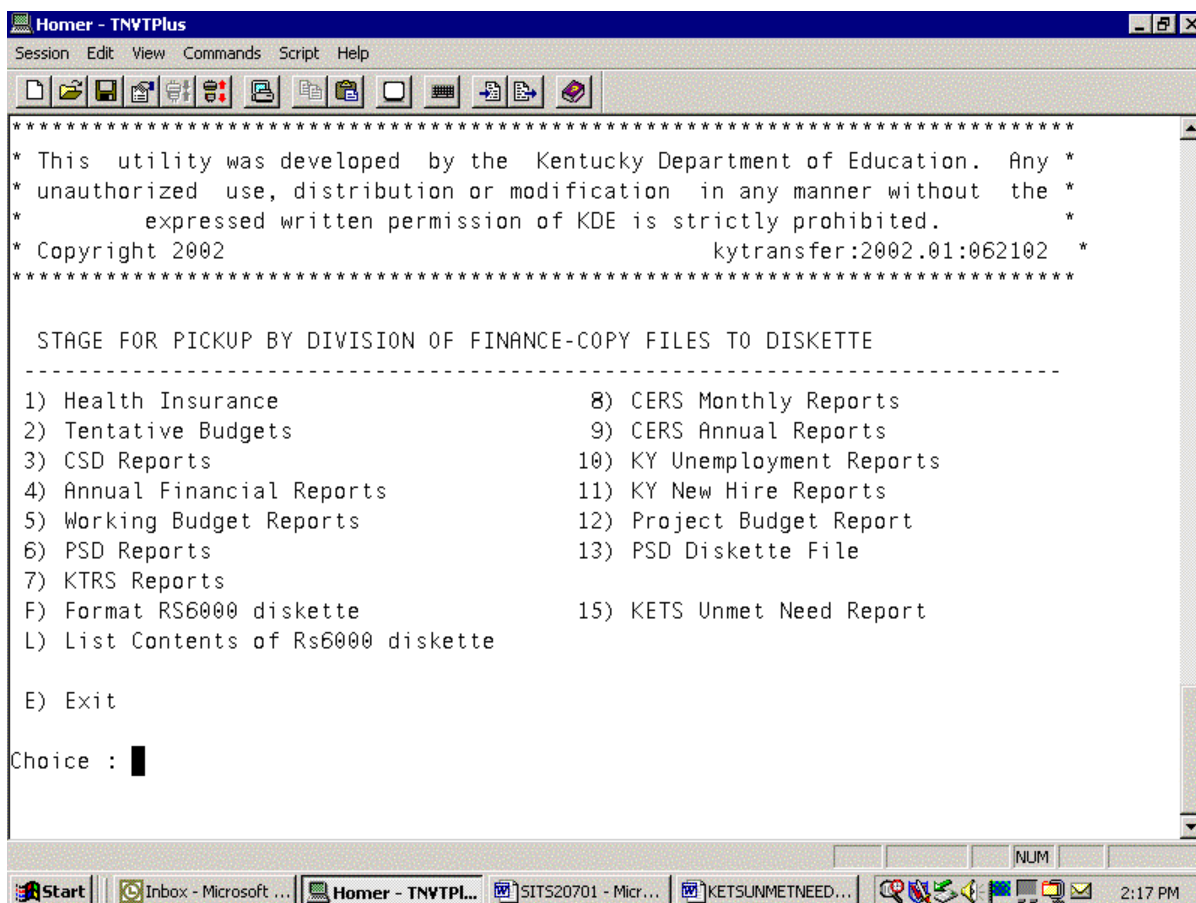 Homer - TNVTPlus
Session Edit View Commands Script Help
*******************************************************************************
* This utility was developed by the Kentucky Department of Education. Any *
* unauthorized use, distribution or modification in any manner without the *
* expressed written permission of KDE is strictly prohibited. *
* Copyright 2002 kytransfer:2002.01:062102 *
*******************************************************************************
STAGE FOR PICKUP BY DIVISION OF FINANCE-COPY FILES TO DISKETTE
-----------------------------------------------------------------------------
1) Health Insurance 8) CERS Monthly Reports
2) Tentative Budgets 9) CERS Annual Reports
3) CSD Reports 10) KY Unemployment Reports
4) Annual Financial Reports 11) KY New Hire Reports
5) Working Budget Reports 12) Project Budget Report
6) PSD Reports 13) PSD Diskette File
7) KTRS Reports
F) Format RS6000 diskette 15) KETS Unmet Need Report
L) List Contents of Rs6000 diskette
E) Exit
Choice :
NUM
Start Inbox - Microsoft ... Homer - TNVTPl... SITS20701 - Micr... KETSUNMETNEED... 2:17 PM